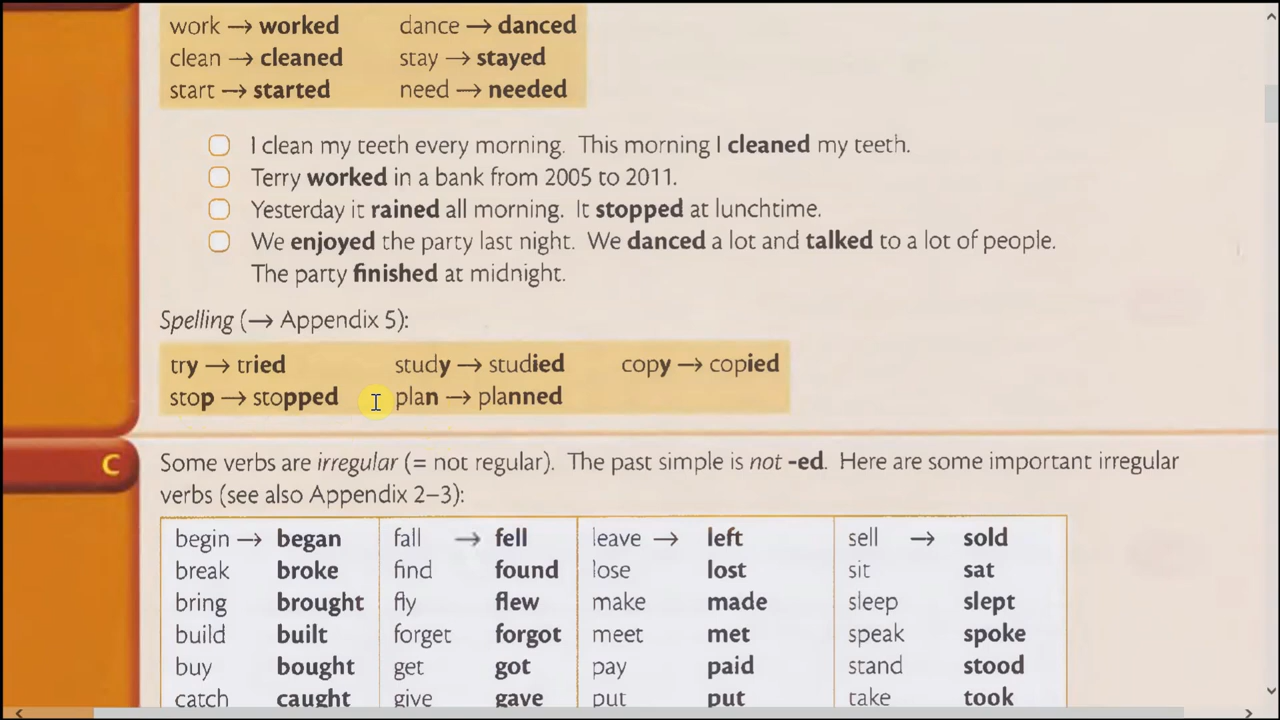 work → worked dance → danced
clean → cleaned stay → stayed
start → started need → needed
I clean my teeth every morning. This morning I cleaned my teeth.
Terry worked in a bank from 2005 to 2011.
Yesterday it rained all morning. It stopped at lunchtime.
We enjoyed the party last night. We danced a lot and talked to a lot of people.
The party finished at midnight.
Spelling (→ Appendix 5):
try → tried study → studied copy → copied
stop → stopped plan → planned
C
Some verbs are irregular (= not regular). The past simple is not -ed. Here are some important irregular
verbs (see also Appendix 2–3):
begin → began fall → fell leave → left sell → sold
break broke find found lose lost sit sat
bring brought fly flew make made sleep slept
build built forget forgot meet met speak spoke
buy bought get got pay paid stand stood
catch caught give gave put put take took